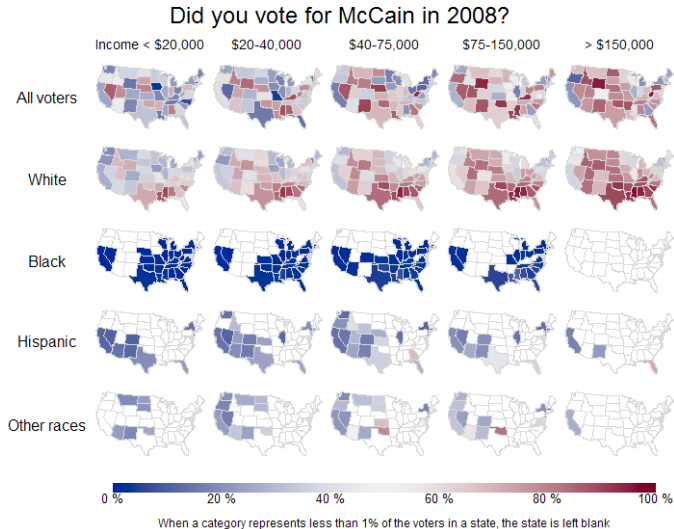 Did you vote for McCain in 2008?
Income < $20,000 $20-40,000 $40-75,000 $75-150,000 > $150,000
All voters
White
Black
Hispanic
Other races
0 % 20 % 40 % 60 % 80 % 100 %
When a category represents less than 1% of the voters in a state, the state is left blank